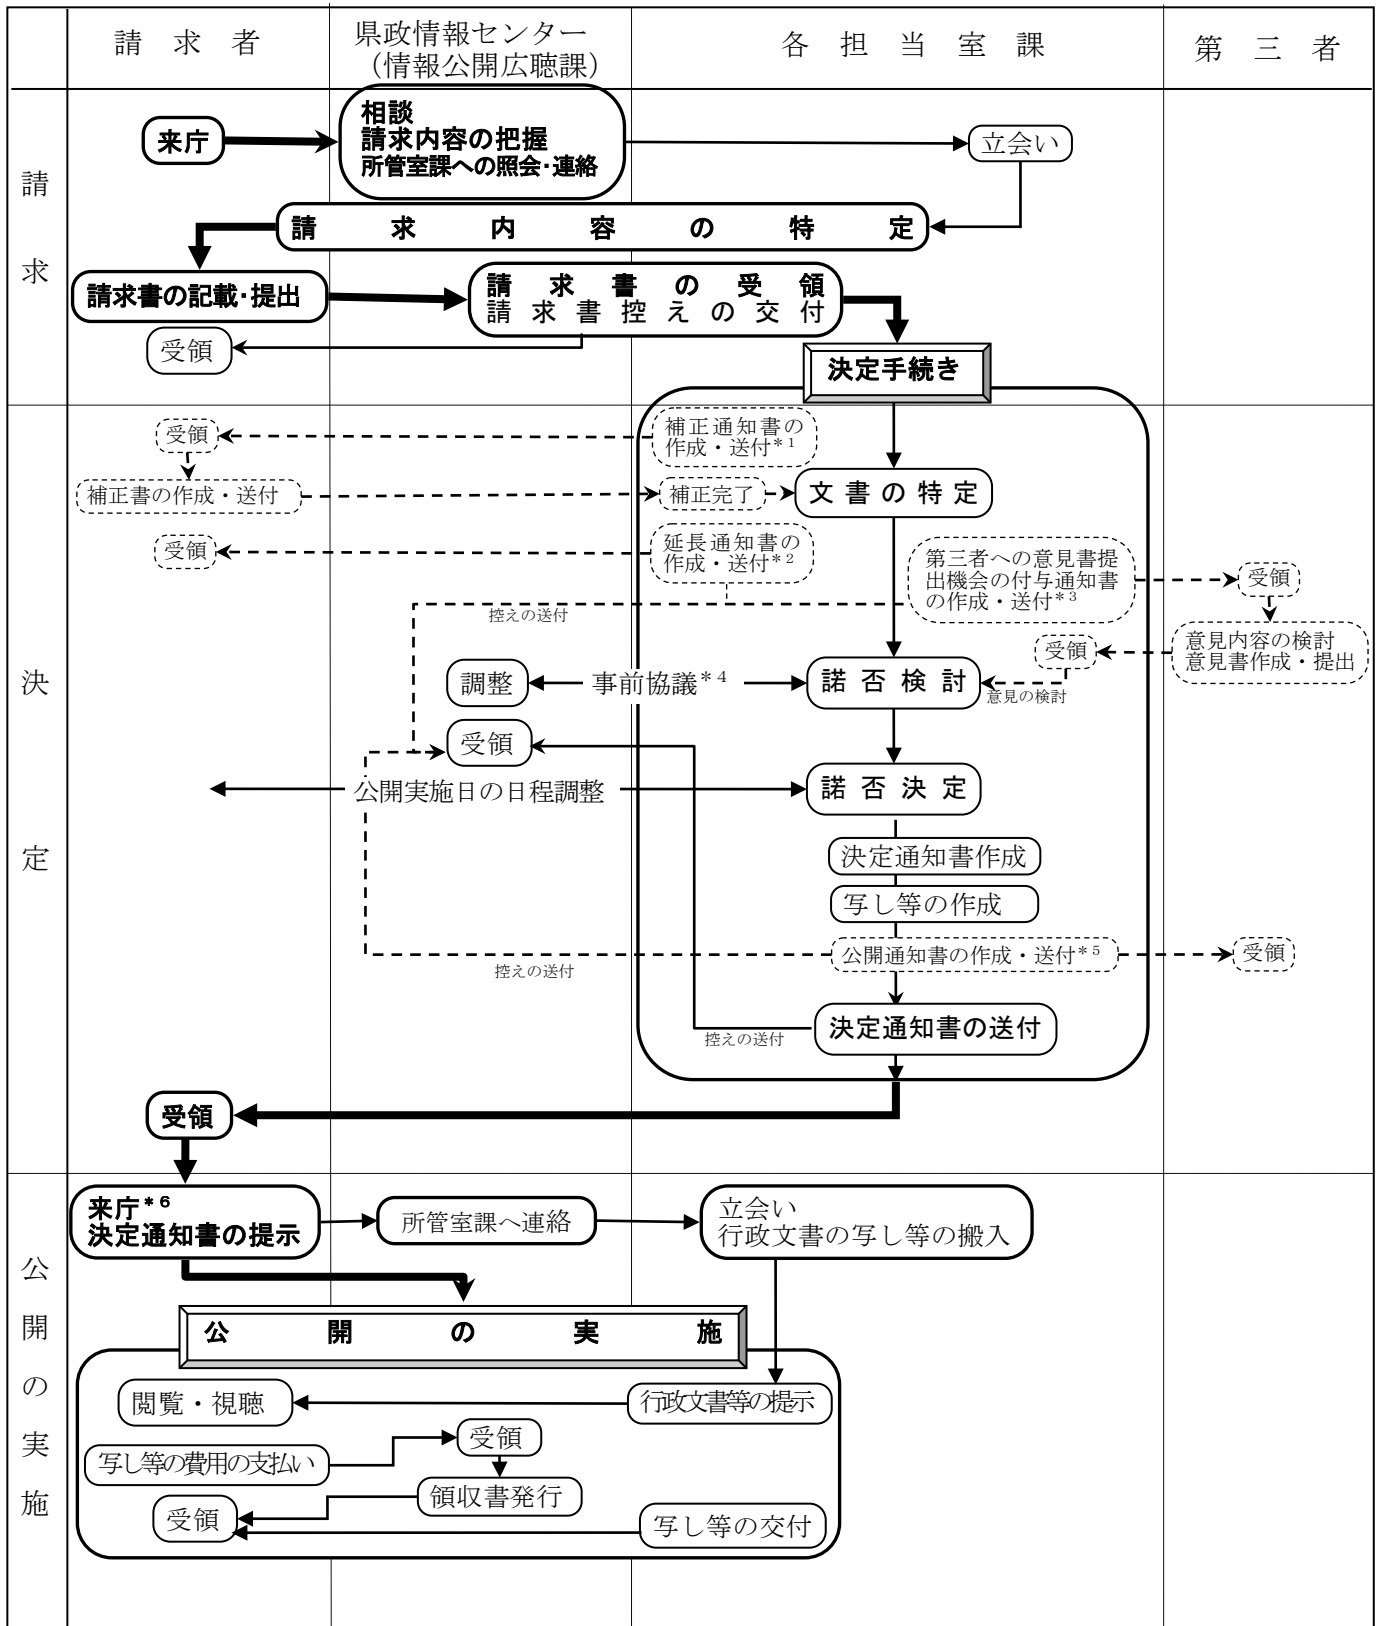 請求者
県政情報センター
（情報公開広聴課）
各担当室課
第三者
請求
来庁
相談
請求内容の把握
所管室課への照会・連絡
立会い
請求内容の特定
請求書の記載・提出
請求書の受領
請求書控えの交付
受領
決定手続き
決定
受領
補正通知書の
作成・送付*1
補正書の作成・送付
補正完了
文書の特定
受領
延長通知書の
作成・送付*2
第三者への意見書提
出機会の付与通知書
の作成・送付*3
受領
控えの送付
意見内容の検討
意見書作成・提出
受領
調整
事前協議*4
諾否検討
意見の検討
受領
公開実施日の日程調整
諾否決定
決定通知書作成
写し等の作成
公開通知書の作成・送付*5
受領
控えの送付
決定通知書の送付
控えの送付
受領
公開の実施
来庁*6
決定通知書の提示
所管室課へ連絡
立会い
行政文書の写し等の搬入
公開の実施
閲覧・視聴
行政文書等の提示
写し等の費用の支払い
受領
領収書発行
受領
写し等の交付